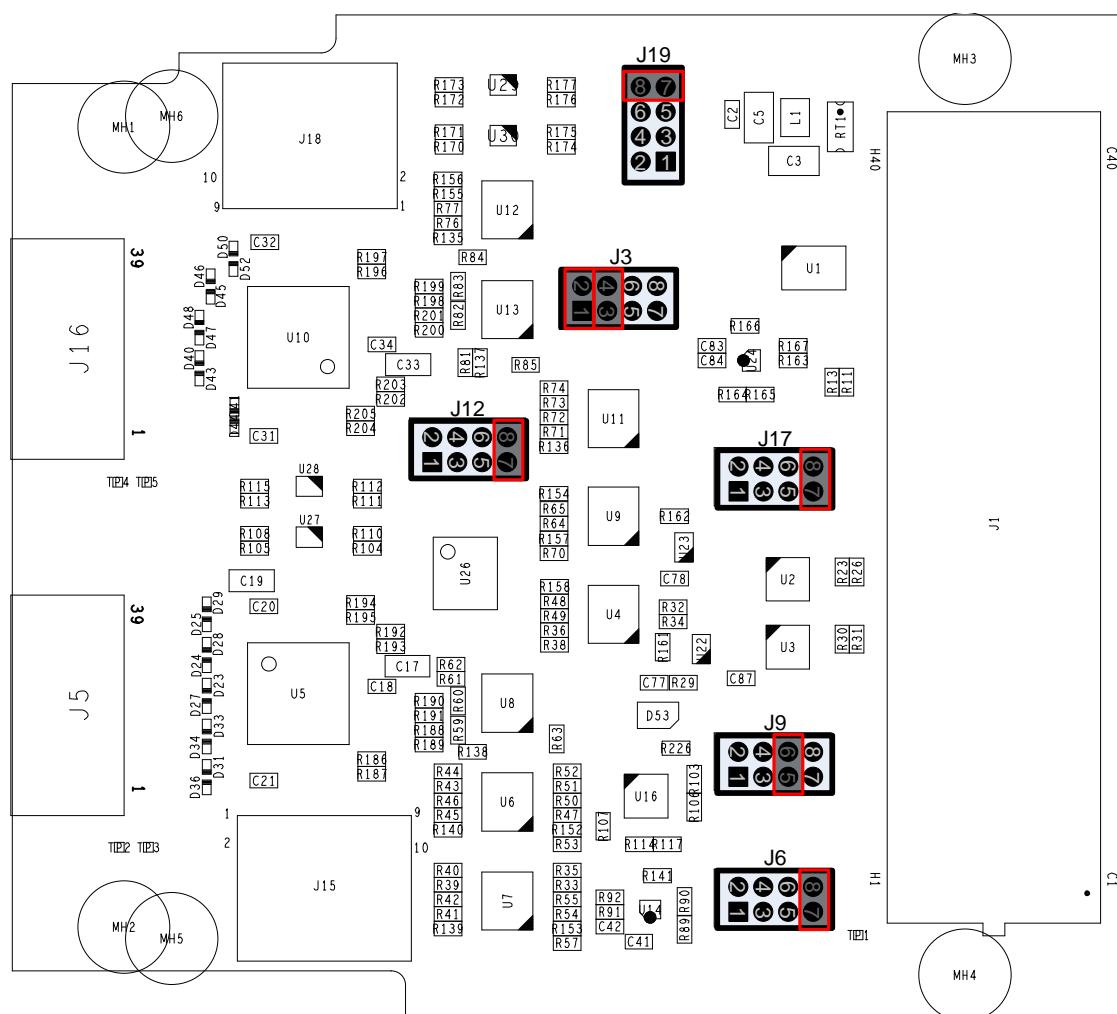 J19
MH3
R173
R172
U29
R177
R176
MH1
MH6
J18
R171
R170
U30
R175
R174
8 7
6 5
4 3
2 1
C2
C5
L1
RT1
C3
H40
C40
10
9
2
1
R156
R155
R77
R76
R135
U12
39
D50
D52
C32
R197
R196
R84
J3
2 4 6 8
1 3 5 7
U1
D46
D45
R199
R198
R201
R200
R83
R82
U13
D48
D47
D40
D43
U10
C34
C33
R81
R137
R85
R166
C83
C84
U24
R167
R163
R164
R165
R13
R11
J16
R203
R202
R205
R204
R74
R73
R72
R71
R136
U11
1
C31
J12
2 4 6 8
1 3 5 7
J17
2 4 6 8
1 3 5 7
TP4 TP5
R115
R113
U28
R112
R111
R154
R65
R64
R157
R70
U9
R162
U23
J1
R108
R105
U27
R110
R104
U26
C19
C20
C78
U2
R23
R26
39
D29
D25
D28
D24
D23
D27
D33
D34
D31
D36
R194
R195
R192
R193
R158
R48
R49
R36
R38
U4
R32
R34
R161
U22
U3
R30
R31
J5
U5
C17
C18
R62
R61
R60
R59
C77
R29
C87
D53
R190
R191
R188
R189
U8
R63
R138
R226
J9
2 4 6 8
1 3 5 7
1
C21
R186
R187
R44
R43
R46
R45
R140
U6
R52
R51
R50
R47
R152
R53
U16
R103
R106
R107
R114
R117
1
2
9
10
J15
TP2 TP3
R40
R39
R42
R41
R139
U7
R35
R33
R55
R54
R153
R57
R141
R92
R91
C42
U14
C41
R90
R89
J6
2 4 6 8
1 3 5 7
TP1
H1
C1
MH2
MH5
MH4